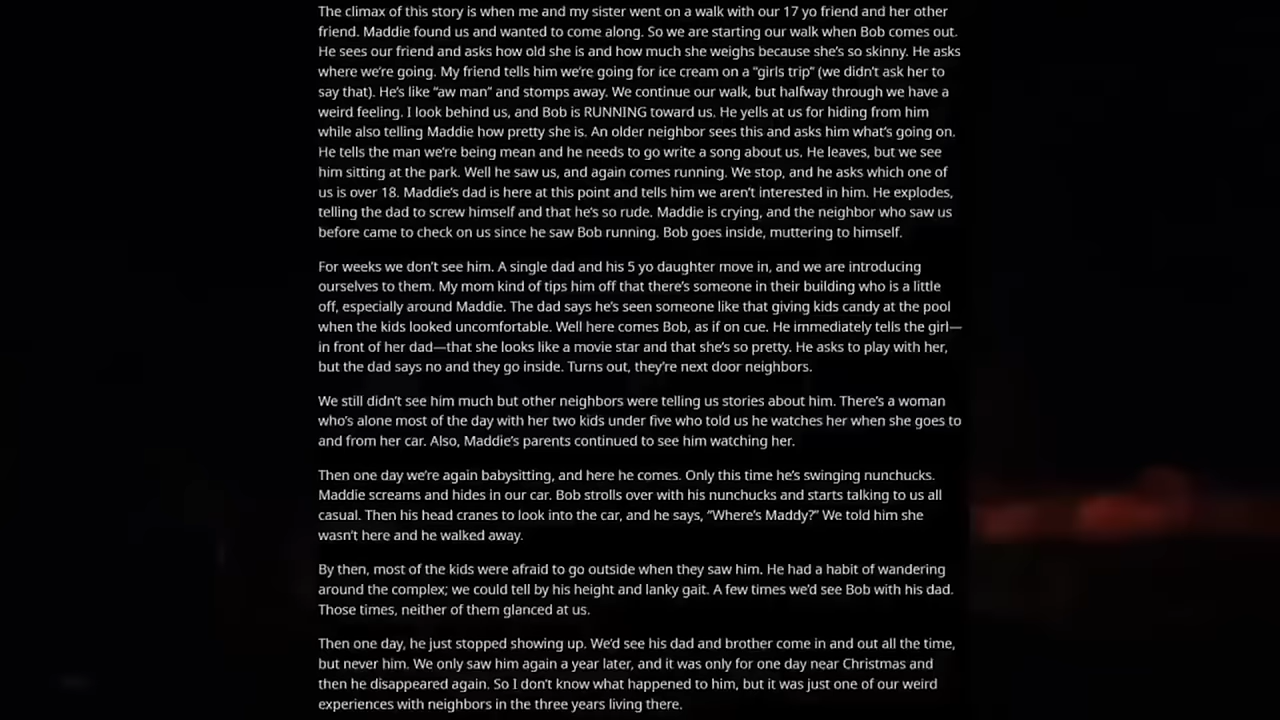 The climax of this story is when me and my sister went on a walk with our 17 yo friend and her other
friend. Maddie found us and wanted to come along. So we are starting our walk when Bob comes out.
He sees our friend and asks how old she is and how much she weighs because she's so skinny. He asks
where we're going. My friend tells him we're going for ice cream on a "girls trip" (we didn't ask her to
say that). He's like "aw man" and stomps away. We continue our walk, but halfway through we have a
weird feeling. I look behind us, and Bob is RUNNING toward us. He yells at us for hiding from him
while also telling Maddie how pretty she is. An older neighbor sees this and asks him what's going on.
He tells the man we're being mean and he needs to go write a song about us. He leaves, but we see
him sitting at the park. Well he saw us, and again comes running. We stop, and he asks which one of
us is over 18. Maddie's dad is here at this point and tells him we aren't interested in him. He explodes,
telling the dad to screw himself and that he's so rude. Maddie is crying, and the neighbor who saw us
before came to check on us since he saw Bob running. Bob goes inside, muttering to himself.
For weeks we don't see him. A single dad and his 5 yo daughter move in, and we are introducing
ourselves to them. My mom kind of tips him off that there's someone in their building who is a little
off, especially around Maddie. The dad says he's seen someone like that giving kids candy at the pool
when the kids looked uncomfortable. Well here comes Bob, as if on cue. He immediately tells the girl—
in front of her dad—that she looks like a movie star and that she's so pretty. He asks to play with her,
but the dad says no and they go inside. Turns out, they're next door neighbors.
We still didn't see him much but other neighbors were telling us stories about him. There's a woman
who's alone most of the day with her two kids under five who told us he watches her when she goes to
and from her car. Also, Maddie's parents continued to see him watching her.
Then one day we're again babysitting, and here he comes. Only this time he's swinging nunchucks.
Maddie screams and hides in our car. Bob strolls over with his nunchucks and starts talking to us all
casual. Then his head cranes to look into the car, and he says, "Where's Maddy?" We told him she
wasn't here and he walked away.
By then, most of the kids were afraid to go outside when they saw him. He had a habit of wandering
around the complex; we could tell by his height and lanky gait. A few times we'd see Bob with his dad.
Those times, neither of them glanced at us.
Then one day, he just stopped showing up. We'd see his dad and brother come in and out all the time,
but never him. We only saw him again a year later, and it was only for one day near Christmas and
then he disappeared again. So I don't know what happened to him, but it was just one of our weird
experiences with neighbors in the three years living there.